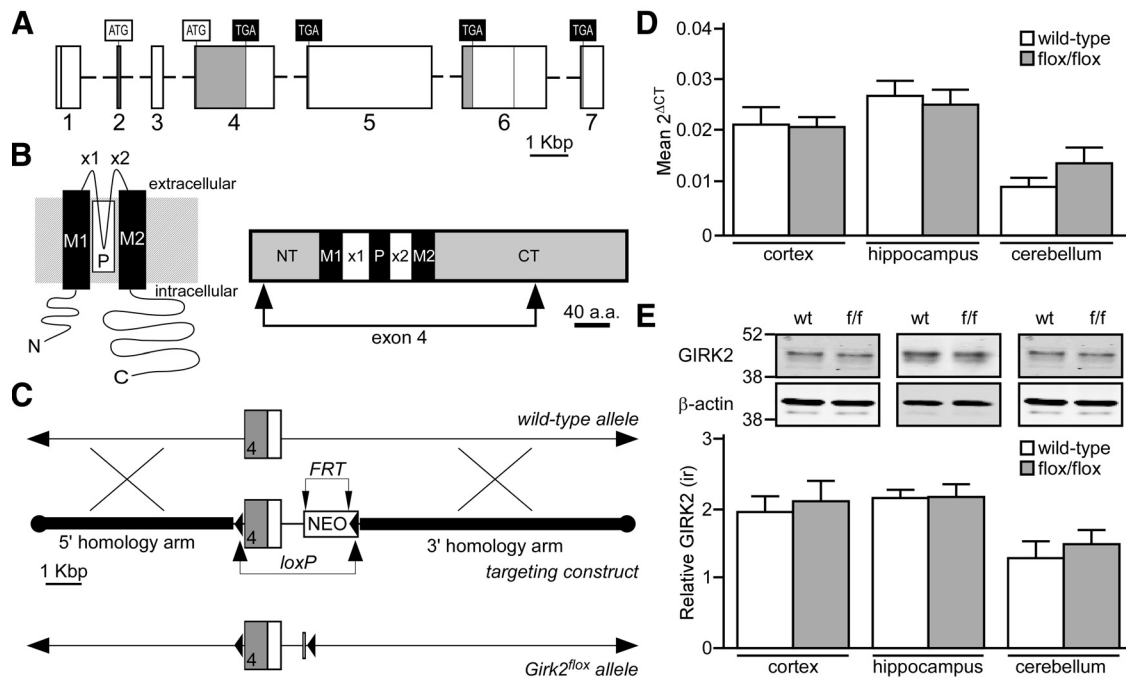 A
ATG
ATG
TGA
TGA
TGA
TGA
1
2
3
4
5
6
7
1 Kbp
B
x1
x2
extracellular
M1
M2
P
intracellular
N
C
NT
M1
x1
P
x2
M2
CT
exon 4
40 a.a.
C
wild-type allele
4
FRT
4
NEO
5' homology arm
3' homology arm
loxP
1 Kbp
targeting construct
4
Girk2flox allele
D
wild-type
flox/flox
Mean 2ΔCT
0.04
0.03
0.02
0.01
0
cortex
hippocampus
cerebellum
E
wt
f/f
wt
f/f
wt
f/f
52
GIRK2
38
β-actin
38
wild-type
flox/flox
Relative GIRK2 (ir)
3
2
1
0
cortex
hippocampus
cerebellum